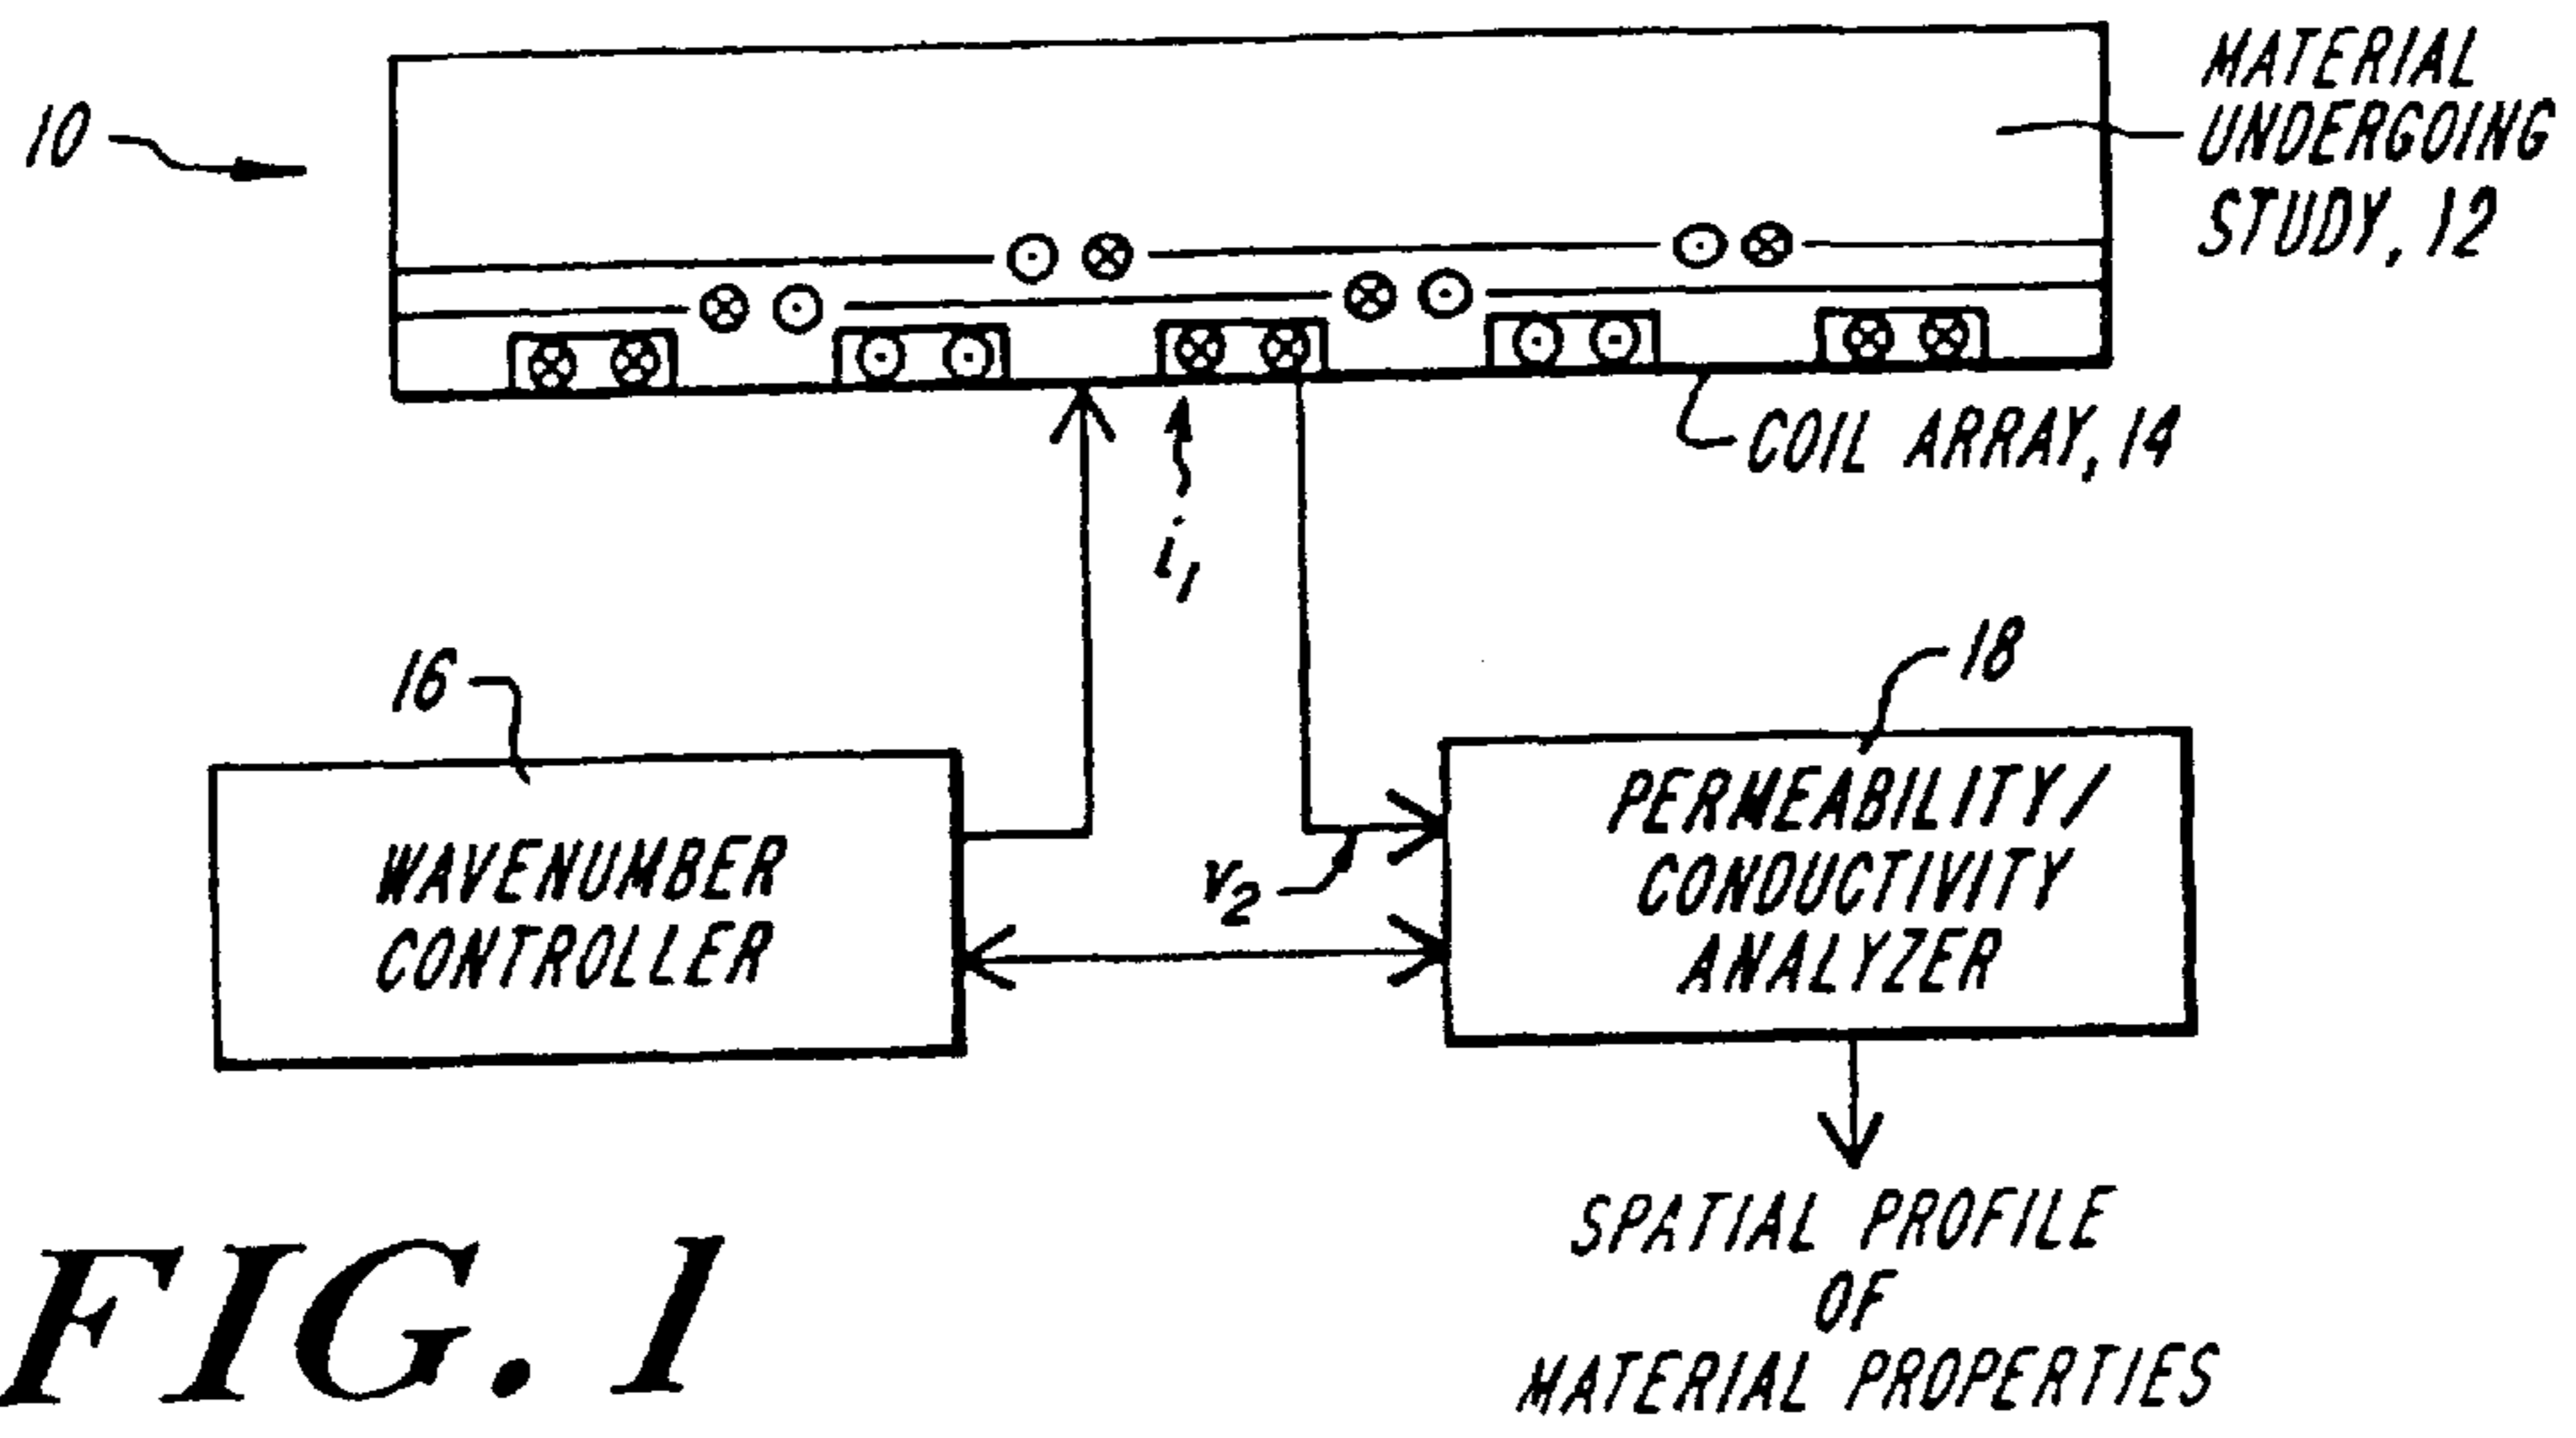 10
MATERIAL
UNDERGOING
STUDY, 12
COIL ARRAY, 14
i₁
16
18
WAVENUMBER
CONTROLLER
v₂
PERMEABILITY/
CONDUCTIVITY
ANALYZER
SPATIAL PROFILE
OF
MATERIAL PROPERTIES
FIG. 1